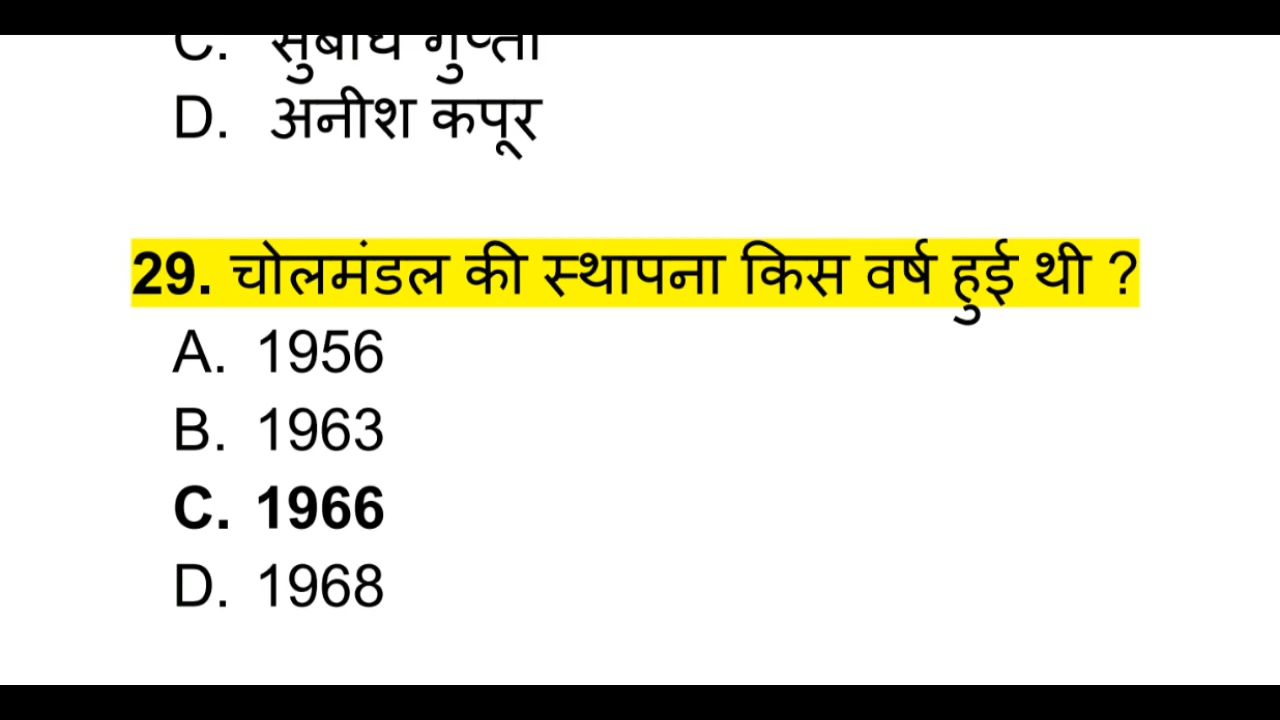 C. सुबोध गुप्ता
D. अनीश कपूर
29. चोलमंडल की स्थापना किस वर्ष हुई थी ?
A. 1956
B. 1963
C. 1966
D. 1968